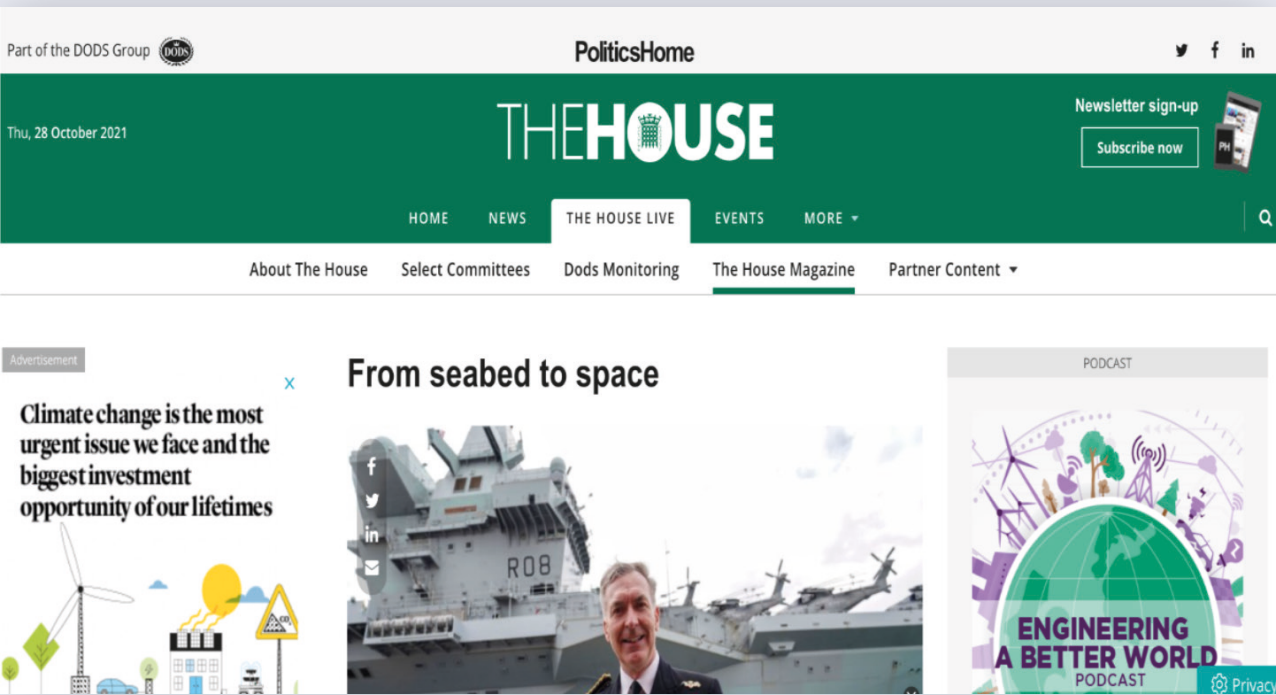 Part of the DODS Group DODS
PoliticsHome
Thu, 28 October 2021
THEHOUSE
Newsletter sign-up
Subscribe now
PH
HOME NEWS THE HOUSE LIVE EVENTS MORE
About The House Select Committees Dods Monitoring The House Magazine Partner Content
Advertisement
X
Climate change is the most
urgent issue we face and the
biggest investment
opportunity of our lifetimes
CO₂
From seabed to space
R08
PODCAST
ENGINEERING
A BETTER WORLD
PODCAST
Privacy